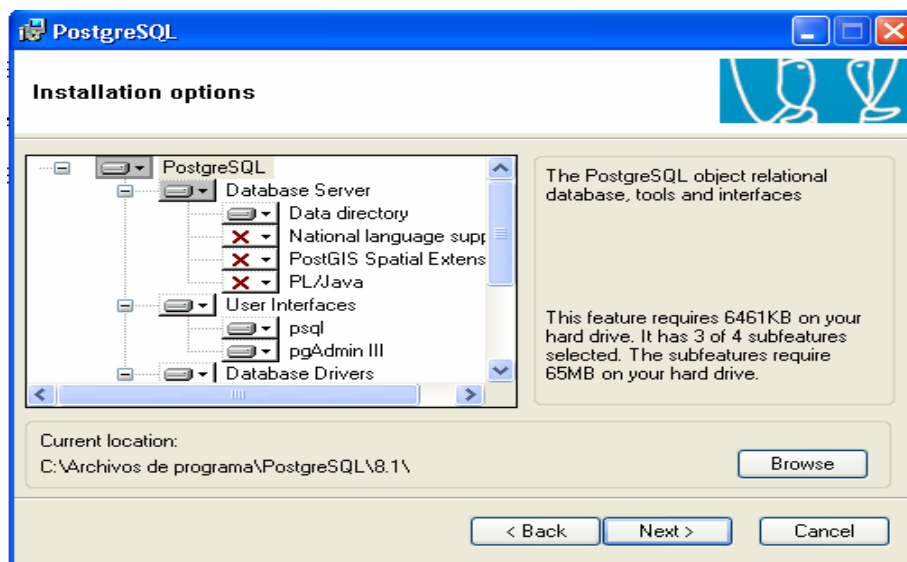 PostgreSQL
Installation options
PostgreSQL
Database Server
Data directory
National language supp
PostGIS Spatial Extens
PL/Java
User Interfaces
psql
pgAdmin III
Database Drivers
The PostgreSQL object relational
database, tools and interfaces
This feature requires 6461KB on your
hard drive. It has 3 of 4 subfeatures
selected. The subfeatures require
65MB on your hard drive.
Current location:
C:\Archivos de programa\PostgreSQL\8.1\
Browse
< Back
Next >
Cancel